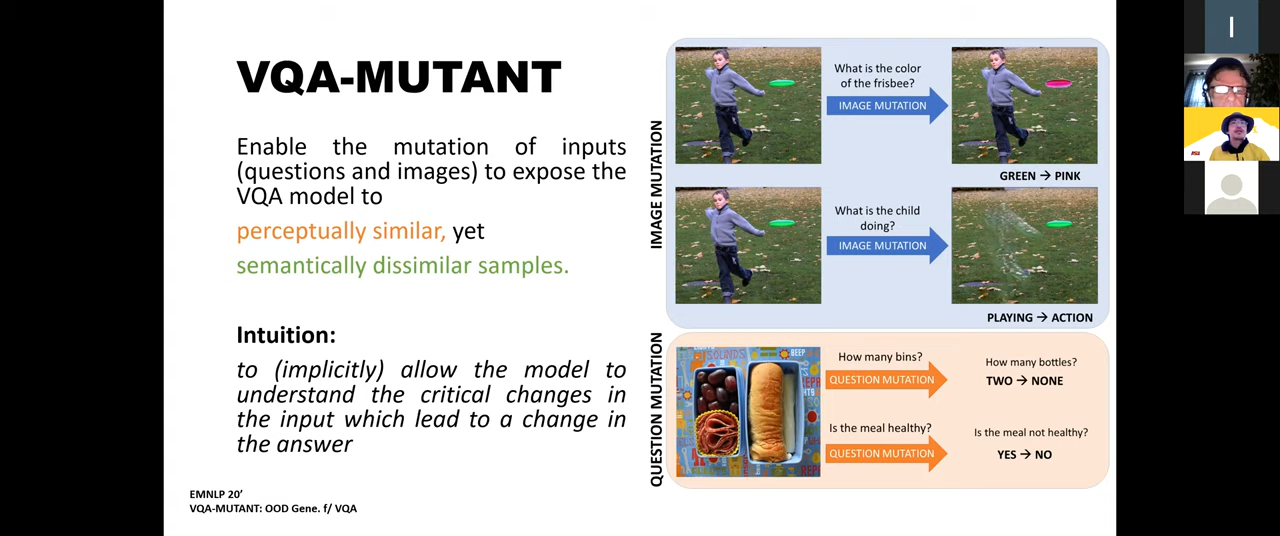 VQA-MUTANT
Enable the mutation of inputs
(questions and images) to expose the
VQA model to
perceptually similar, yet
semantically dissimilar samples.
Intuition:
to (implicitly) allow the model to
understand the critical changes in
the input which lead to a change in
the answer
EMNLP 20’
VQA-MUTANT: OOD Gene. f/ VQA
IMAGE MUTATION
What is the color
of the frisbee?
IMAGE MUTATION
GREEN → PINK
What is the child
doing?
IMAGE MUTATION
PLAYING → ACTION
QUESTION MUTATION
SOUNDS
BEEP
How many bins?
QUESTION MUTATION
How many bottles?
TWO → NONE
Is the meal healthy?
QUESTION MUTATION
Is the meal not healthy?
YES → NO
I